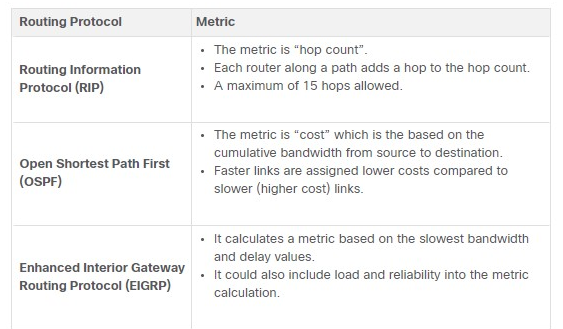 Routing Protocol
Metric
Routing Information
Protocol (RIP)
• The metric is “hop count”.
• Each router along a path adds a hop to the hop count.
• A maximum of 15 hops allowed.
Open Shortest Path First
(OSPF)
• The metric is “cost” which is the based on the
cumulative bandwidth from source to destination.
• Faster links are assigned lower costs compared to
slower (higher cost) links.
Enhanced Interior Gateway
Routing Protocol (EIGRP)
• It calculates a metric based on the slowest bandwidth
and delay values.
• It could also include load and reliability into the metric
calculation.